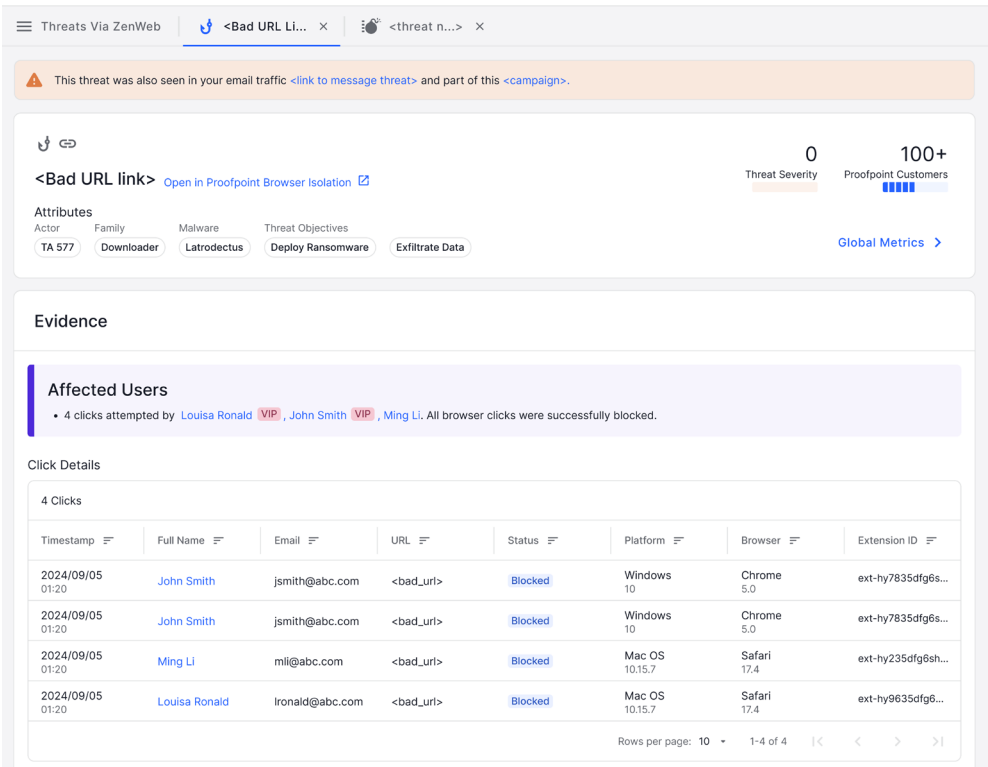 Threats Via ZenWeb
<Bad URL Li...
<threat n...>
This threat was also seen in your email traffic <link to message threat> and part of this <campaign>.
0
100+
<Bad URL link> Open in Proofpoint Browser Isolation
Threat Severity
Proofpoint Customers
Attributes
Actor Family Malware Threat Objectives
TA 577 Downloader Latrodectus Deploy Ransomware Exfiltrate Data
Global Metrics
Evidence
Affected Users
• 4 clicks attempted by Louisa Ronald VIP , John Smith VIP , Ming Li. All browser clicks were successfully blocked.
Click Details
4 Clicks
Timestamp Full Name Email URL Status Platform Browser Extension ID
2024/09/05 John Smith jsmith@abc.com <bad_url> Blocked Windows Chrome ext-hy7835dfg6s...
01:20 10 5.0
2024/09/05 John Smith jsmith@abc.com <bad_url> Blocked Windows Chrome ext-hy7835dfg6s...
01:20 10 5.0
2024/09/05 Ming Li mli@abc.com <bad_url> Blocked Mac OS Safari ext-hy235dfg6sh...
01:20 10.15.7 17.4
2024/09/05 Louisa Ronald lronald@abc.com <bad_url> Blocked Mac OS Safari ext-hy9635dfg6...
01:20 10.15.7 17.4
Rows per page: 10 1-4 of 4